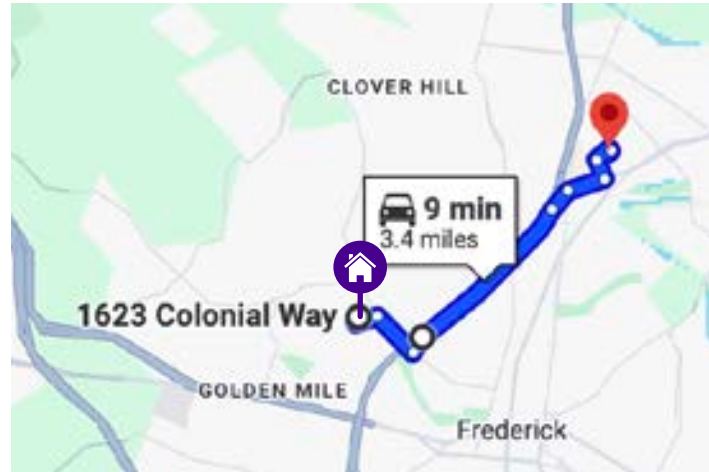 CLOVER HILL
9 min
3.4 miles
1623 Colonial Way
GOLDEN MILE
Frederick